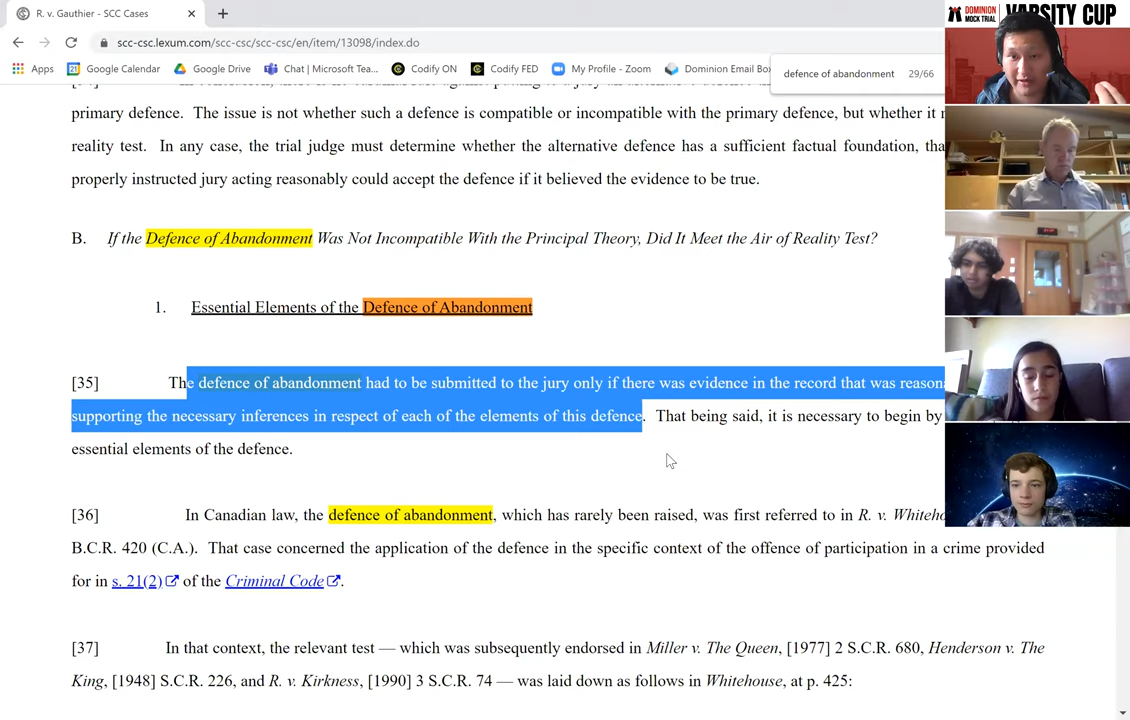 R. v. Gauthier - SCC Cases
scc-csc.lexum.com/scc-csc/scc-csc/en/item/13098/index.do
Apps Google Calendar Google Drive Chat | Microsoft Tea... Codify ON Codify FED My Profile - Zoom Dominion Email Box
defence of abandonment 29/66
DOMINION
MOCK TRIAL
VARSITY CUP
primary defence. The issue is not whether such a defence is compatible or incompatible with the primary defence, but whether it
reality test. In any case, the trial judge must determine whether the alternative defence has a sufficient factual foundation,
properly instructed jury acting reasonably could accept the defence if it believed the evidence to be true.
B. If the Defence of Abandonment Was Not Incompatible With the Principal Theory, Did It Meet the Air of Reality Test?
1. Essential Elements of the Defence of Abandonment
[35] The defence of abandonment had to be submitted to the jury only if there was evidence in the record that was
supporting the necessary inferences in respect of each of the elements of this defence. That being said, it is necessary to begin by
essential elements of the defence.
[36] In Canadian law, the defence of abandonment, which has rarely been raised, was first referred to in R. v.
B.C.R. 420 (C.A.). That case concerned the application of the defence in the specific context of the offence of participation in a crime provided
for in s. 21(2) of the Criminal Code.
[37] In that context, the relevant test — which was subsequently endorsed in Miller v. The Queen, [1977] 2 S.C.R. 680, Henderson v. The
King, [1948] S.C.R. 226, and R. v. Kirkness, [1990] 3 S.C.R. 74 — was laid down as follows in Whitehouse, at p. 425: